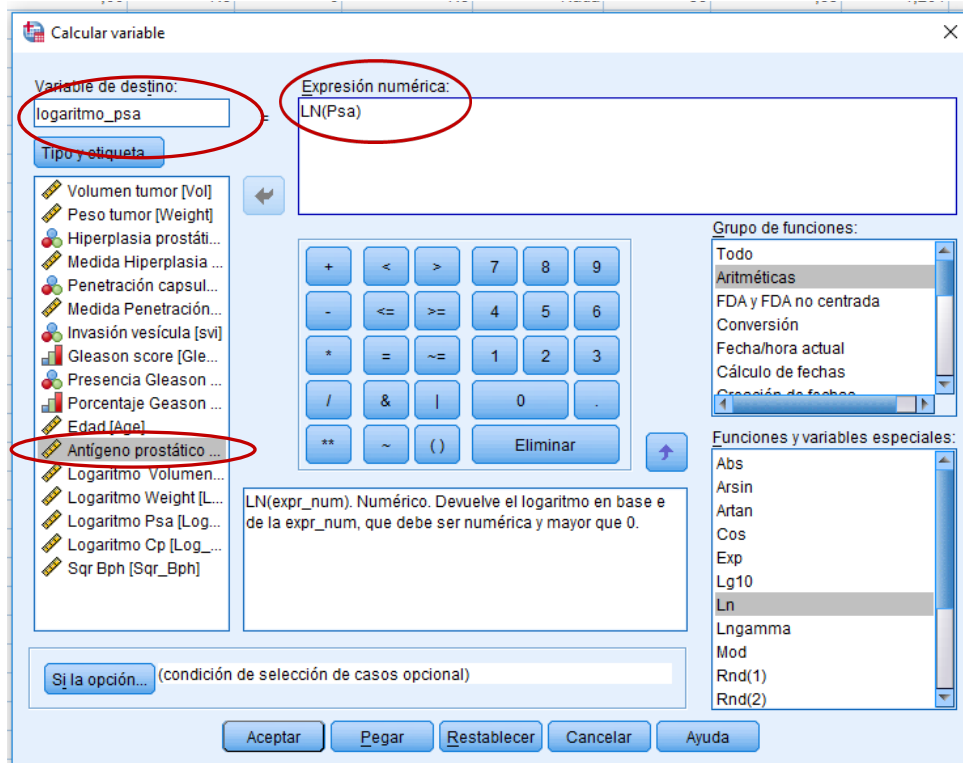 Calcular variable
Variable de destino:
logaritmo_psa
=
Tipo y etiqueta...
Expresión numérica:
LN(Psa)
Volumen tumor [Vol]
Peso tumor [Weight]
Hiperplasia prostáti...
Medida Hiperplasia ...
Penetración capsul...
Medida Penetración...
Invasión vesícula [svi]
Gleason score [Gle...
Presencia Gleason ...
Porcentaje Geason ...
Edad [Age]
Antígeno prostático ...
Logaritmo Volumen...
Logaritmo Weight [L...
Logaritmo Psa [Log...
Logaritmo Cp [Log_...
Sqr Bph [Sqr_Bph]
+ < > 7 8 9
- <= >= 4 5 6
* = ~= 1 2 3
/ & | 0 .
** ~ ( ) Eliminar
LN(expr_num). Numérico. Devuelve el logaritmo en base e
de la expr_num, que debe ser numérica y mayor que 0.
Grupo de funciones:
Todo
Aritméticas
FDA y FDA no centrada
Conversión
Fecha/hora actual
Cálculo de fechas
Creación de fechas
Funciones y variables especiales:
Abs
Arsin
Artan
Cos
Exp
Lg10
Ln
Lngamma
Mod
Rnd(1)
Rnd(2)
Si la opción... (condición de selección de casos opcional)
Aceptar Pegar Restablecer Cancelar Ayuda